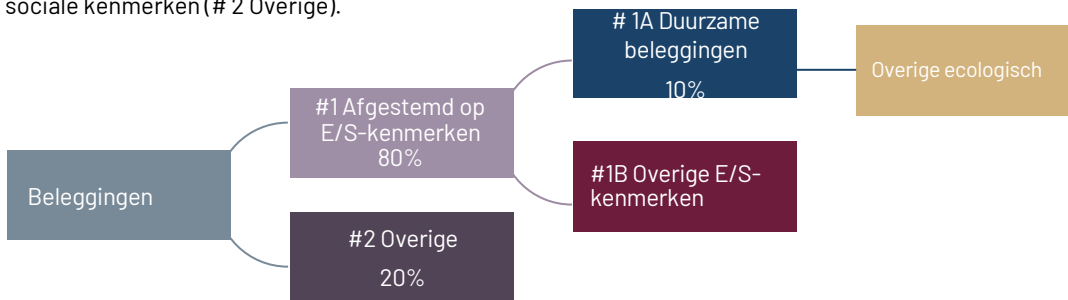 sociale kenmerken (# 2 Overige).
# 1A Duurzame
beleggingen
10%
Overige ecologisch
#1 Afgestemd op
E/S-kenmerken
80%
#1B Overige E/S-
kenmerken
Beleggingen
#2 Overige
20%